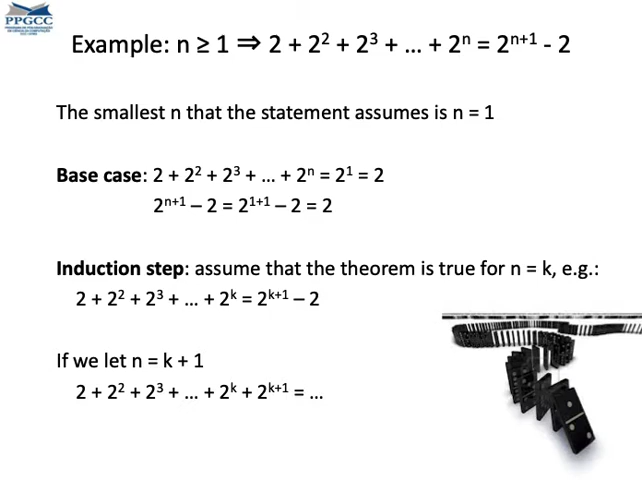 PPGCC
Example: n ≥ 1 ⇒ 2 + 2² + 2³ + ... + 2ⁿ = 2ⁿ⁺¹ - 2
The smallest n that the statement assumes is n = 1
Base case: 2 + 2² + 2³ + ... + 2ⁿ = 2¹ = 2
2ⁿ⁺¹ – 2 = 2¹⁺¹ – 2 = 2
Induction step: assume that the theorem is true for n = k, e.g.:
2 + 2² + 2³ + ... + 2ᵏ = 2ᵏ⁺¹ – 2
If we let n = k + 1
2 + 2² + 2³ + ... + 2ᵏ + 2ᵏ⁺¹ = ...